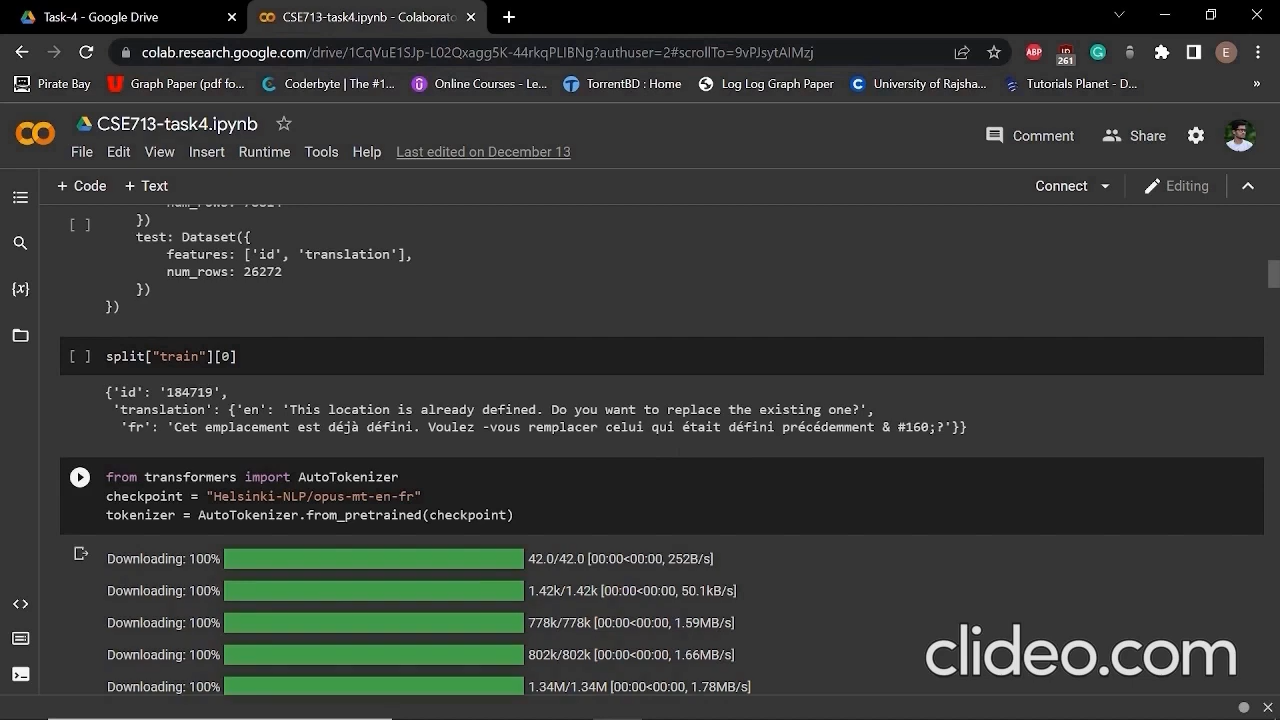 Task-4 - Google Drive
CSE713-task4.ipynb - Colaborato
colab.research.google.com/drive/1CqVuE1SJp-L02Qxagg5K-44rkqPLlBNg?authuser=2#scrollTo=9vPJsytAlMzj
ABP
261
E
Pirate Bay
Graph Paper (pdf fo...
Coderbyte | The #1...
Online Courses - Le...
TorrentBD : Home
Log Log Graph Paper
University of Rajsha...
Tutorials Planet - D...
»
CSE713-task4.ipynb
Comment
Share
File Edit View Insert Runtime Tools Help Last edited on December 13
+ Code + Text
Connect
Editing
[ ] })
test: Dataset({
features: ['id', 'translation'],
num_rows: 26272
})
})
[ ] split["train"][0]
{'id': '184719',
'translation': {'en': 'This location is already defined. Do you want to replace the existing one?',
'fr': 'Cet emplacement est déjà défini. Voulez -vous remplacer celui qui était défini précédemment & #160;?'}}
from transformers import AutoTokenizer
checkpoint = "Helsinki-NLP/opus-mt-en-fr"
tokenizer = AutoTokenizer.from_pretrained(checkpoint)
Downloading: 100% 42.0/42.0 [00:00<00:00, 252B/s]
Downloading: 100% 1.42k/1.42k [00:00<00:00, 50.1kB/s]
Downloading: 100% 778k/778k [00:00<00:00, 1.59MB/s]
Downloading: 100% 802k/802k [00:00<00:00, 1.66MB/s]
Downloading: 100% 1.34M/1.34M [00:00<00:00, 1.78MB/s]
clideo.com